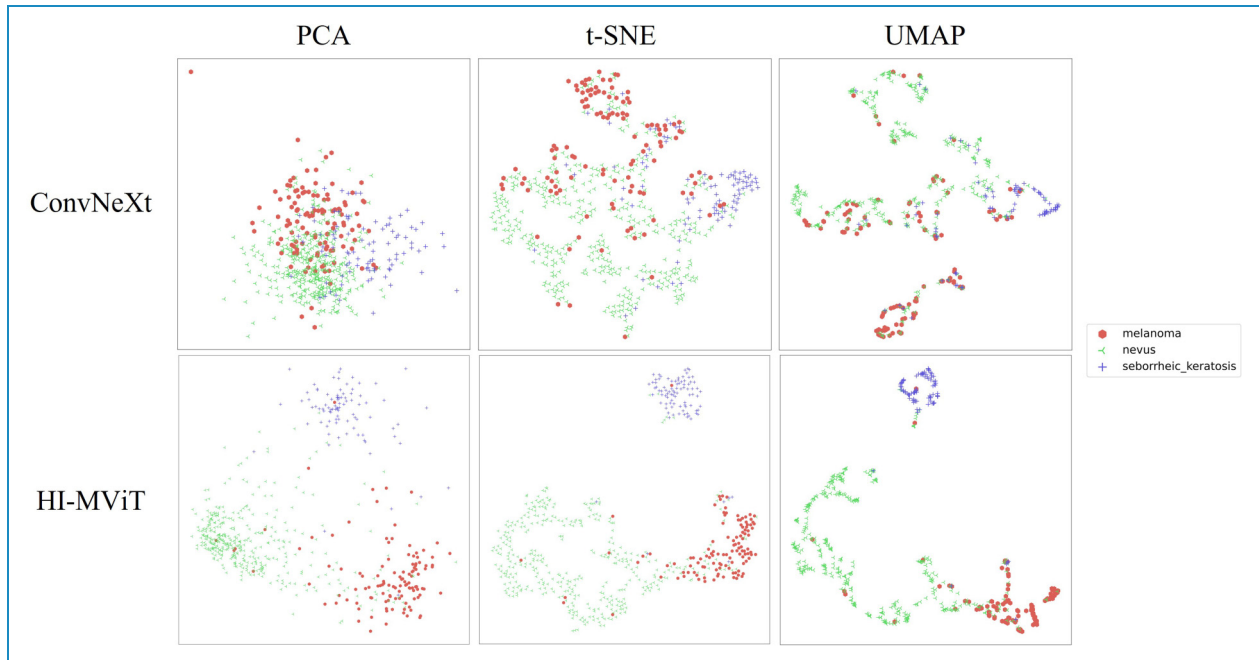 PCA
t-SNE
UMAP
ConvNeXt
melanoma
nevus
seborrheic_keratosis
HI-MViT